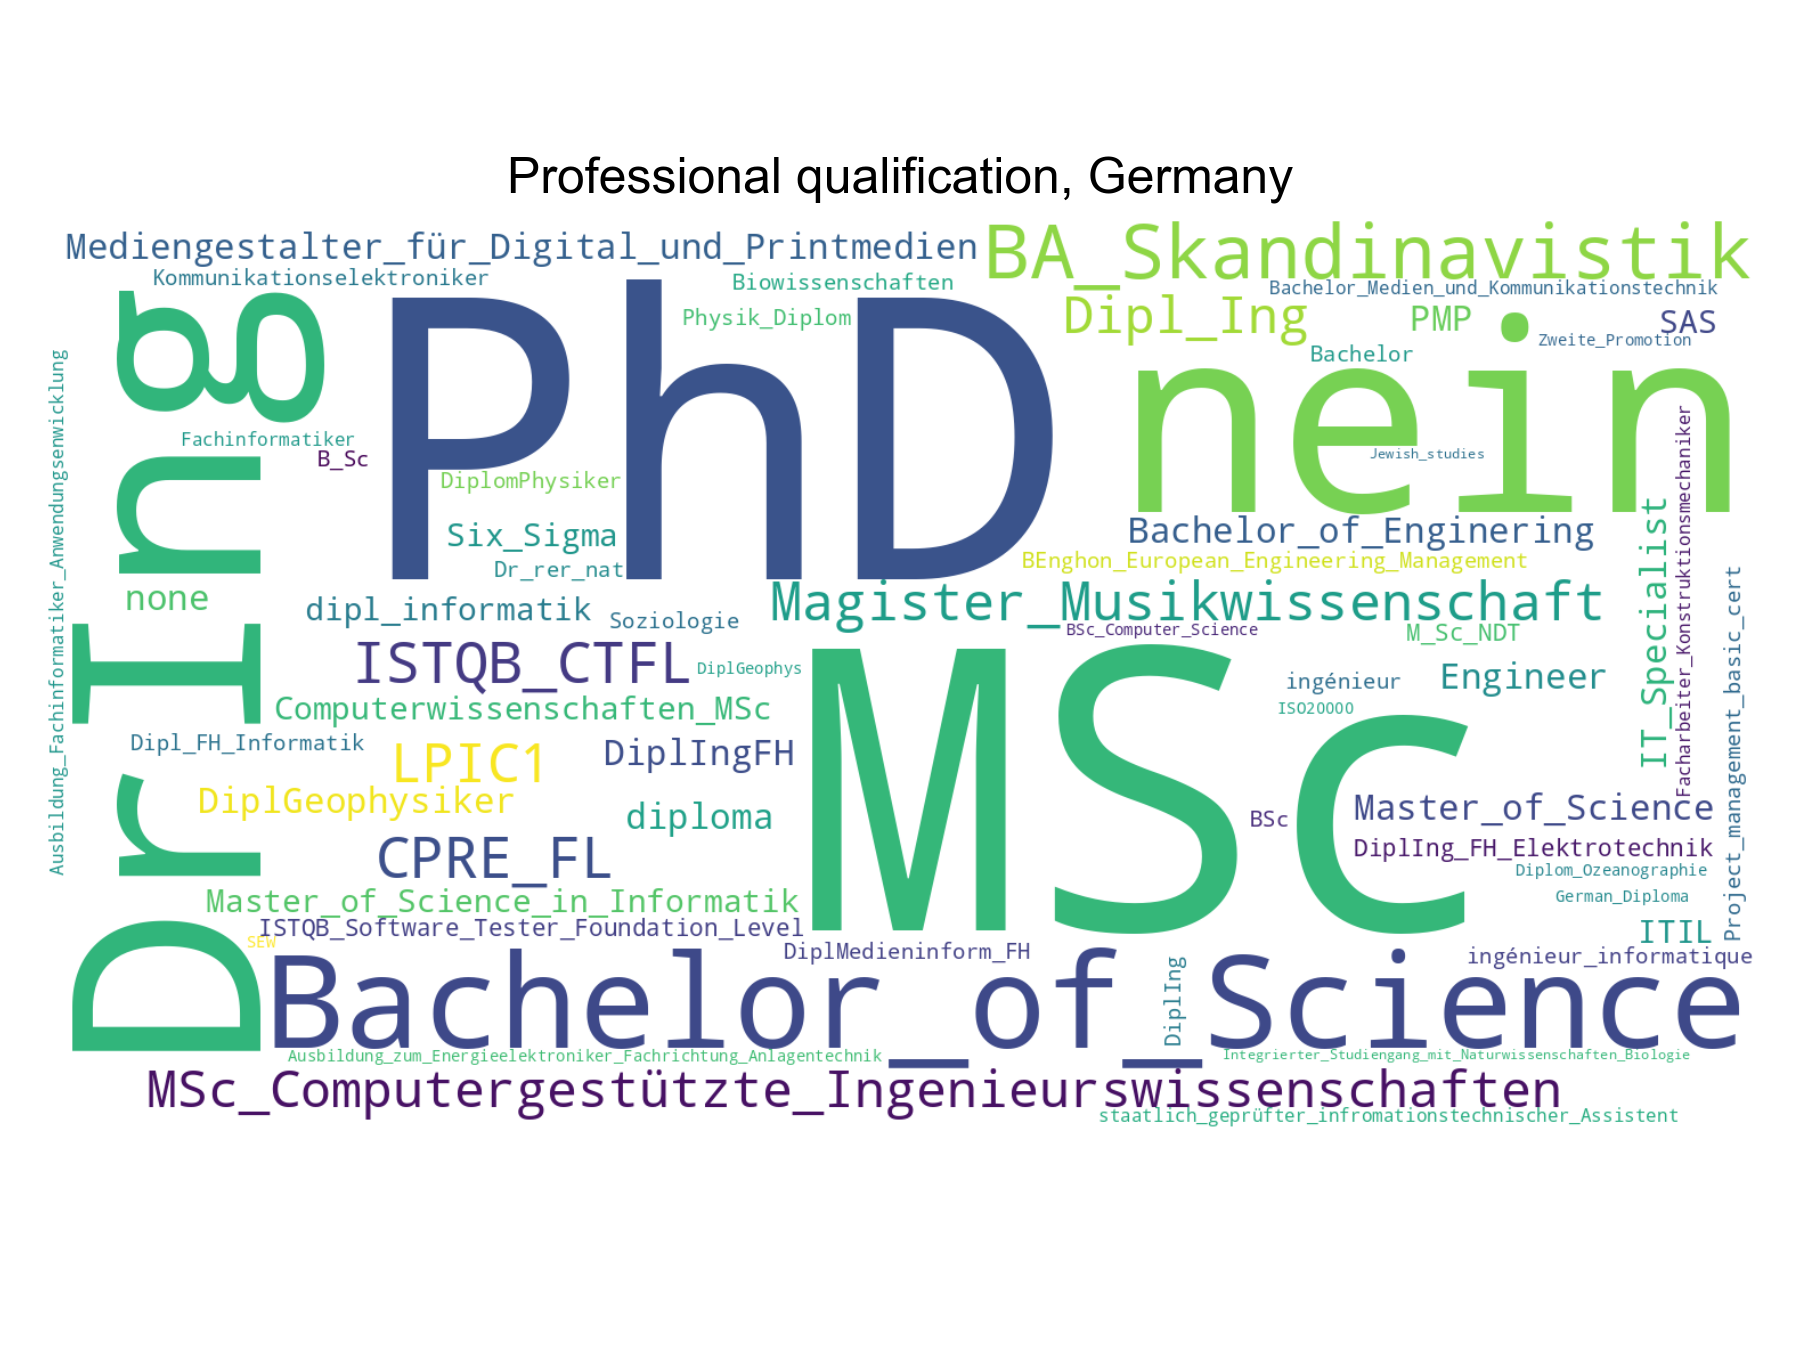 Professional qualification, Germany
Mediengestalter_für_Digital_und_Printmedien
BA_Skandinavistik
Kommunikationselektroniker
Biowissenschaften
Bachelor_Medien_und_Kommunikationstechnik
Dr_Ing
PhD
Physik_Diplom
Dipl_Ing
PMP
SAS
Zweite_Promotion
Bachelor
nein
Ausbildung_Fachinformatiker_Anwendungsenwicklung
Fachinformatiker
B_Sc
DiplomPhysiker
Jewish_studies
Facharbeiter_Konstruktionsmechaniker
Six_Sigma
Bachelor_of_Enginering
IT_Specialist
Dr_rer_nat
BEnghon_European_Engineering_Management
none
dipl_informatik
Soziologie
Magister_Musikwissenschaft
BSc_Computer_Science
M_Sc_NDT
Project_management_basic_cert
ISTQB_CTFL
DiplGeophys
MSc
ingénieur
Engineer
Computerwissenschaften_MSc
ISO20000
Dipl_FH_Informatik
LPIC1
DiplIngFH
DiplGeophysiker
diploma
BSc
Master_of_Science
CPRE_FL
DiplIng_FH_Elektrotechnik
Diplom_Ozeanographie
Master_of_Science_in_Informatik
German_Diploma
ISTQB_Software_Tester_Foundation_Level
ITIL
SEW
DiplMedieninform_FH
DiplIng
ingénieur_informatique
Bachelor_of_Science
Ausbildung_zum_Energieelektroniker_Fachrichtung_Anlagentechnik
Integrierter_Studiengang_mit_Naturwissenschaften_Biologie
MSc_Computergestützte_Ingenieurswissenschaften
staatlich_geprüfter_infromationstechnischer_Assistent